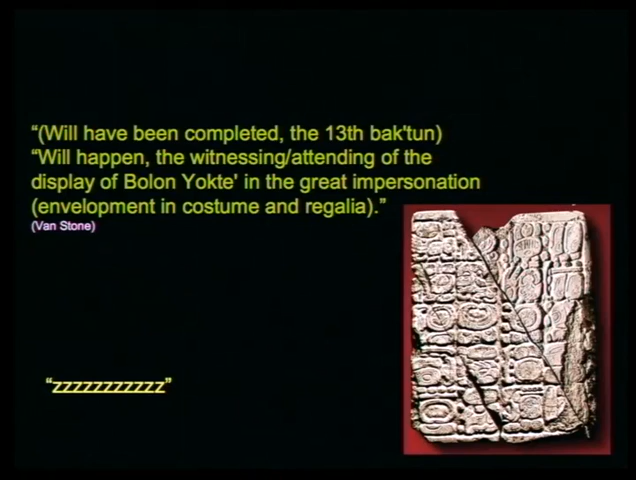 “(Will have been completed, the 13th bak'tun)
“Will happen, the witnessing/attending of the
display of Bolon Yokte' in the great impersonation
(envelopment in costume and regalia).”
(Van Stone)
“zzzzzzzzzzz”